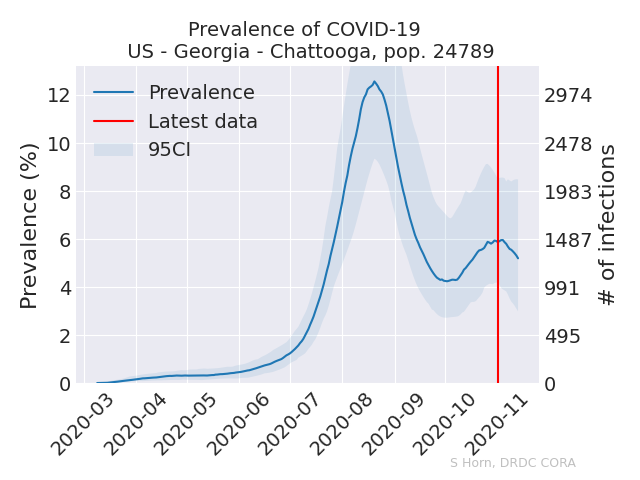 Prevalence of COVID-19
US - Georgia - Chattooga, pop. 24789
Prevalence
Latest data
95CI
Prevalence (%)
12
10
8
6
4
2
0
2974
2478
1983
1487
991
495
0
# of infections
2020-03
2020-04
2020-05
2020-06
2020-07
2020-08
2020-09
2020-10
2020-11
S Horn, DRDC CORA